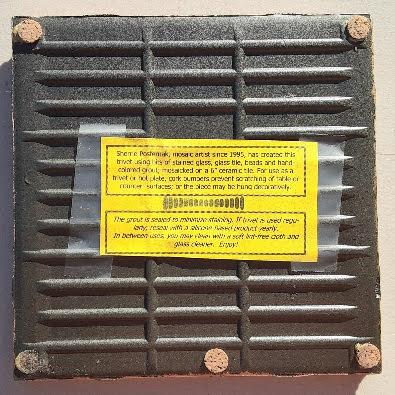 Sherrie Posternak, mosaic artist since 1995, has created this
trivet using bits of stained glass, glass tile, beads and hand-
colored grout, mosaicked on a 6" ceramic tile. For use as a
trivet or hot plate, cork bumpers prevent scratching of table or
counter surfaces; or the piece may be hung decoratively.
The grout is sealed to minimize staining. If trivet is used regu-
larly, reseal with a silicone-based product yearly.
In between uses, you may clean with a soft lint-free cloth and
glass cleaner. Enjoy!